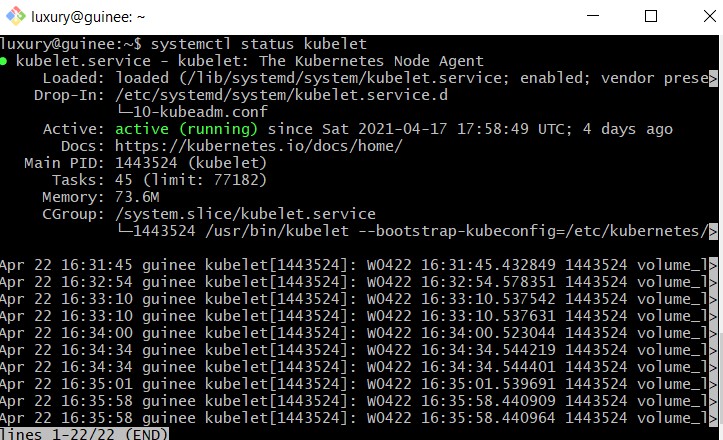 luxury@guinee: ~
luxury@guinee:~$ systemctl status kubelet
● kubelet.service - kubelet: The Kubernetes Node Agent
     Loaded: loaded (/lib/systemd/system/kubelet.service; enabled; vendor prese>
    Drop-In: /etc/systemd/system/kubelet.service.d
             └─10-kubeadm.conf
     Active: active (running) since Sat 2021-04-17 17:58:49 UTC; 4 days ago
       Docs: https://kubernetes.io/docs/home/
   Main PID: 1443524 (kubelet)
      Tasks: 45 (limit: 77182)
     Memory: 73.6M
     CGroup: /system.slice/kubelet.service
             └─1443524 /usr/bin/kubelet --bootstrap-kubeconfig=/etc/kubernetes/>
Apr 22 16:31:45 guinee kubelet[1443524]: W0422 16:31:45.432849 1443524 volume_l>
Apr 22 16:32:54 guinee kubelet[1443524]: W0422 16:32:54.578351 1443524 volume_l>
Apr 22 16:33:10 guinee kubelet[1443524]: W0422 16:33:10.537542 1443524 volume_l>
Apr 22 16:33:10 guinee kubelet[1443524]: W0422 16:33:10.537631 1443524 volume_l>
Apr 22 16:34:00 guinee kubelet[1443524]: W0422 16:34:00.523044 1443524 volume_l>
Apr 22 16:34:34 guinee kubelet[1443524]: W0422 16:34:34.544219 1443524 volume_l>
Apr 22 16:34:34 guinee kubelet[1443524]: W0422 16:34:34.544401 1443524 volume_l>
Apr 22 16:35:01 guinee kubelet[1443524]: W0422 16:35:01.539691 1443524 volume_l>
Apr 22 16:35:58 guinee kubelet[1443524]: W0422 16:35:58.440909 1443524 volume_l>
Apr 22 16:35:58 guinee kubelet[1443524]: W0422 16:35:58.440964 1443524 volume_l>
lines 1-22/22 (END)